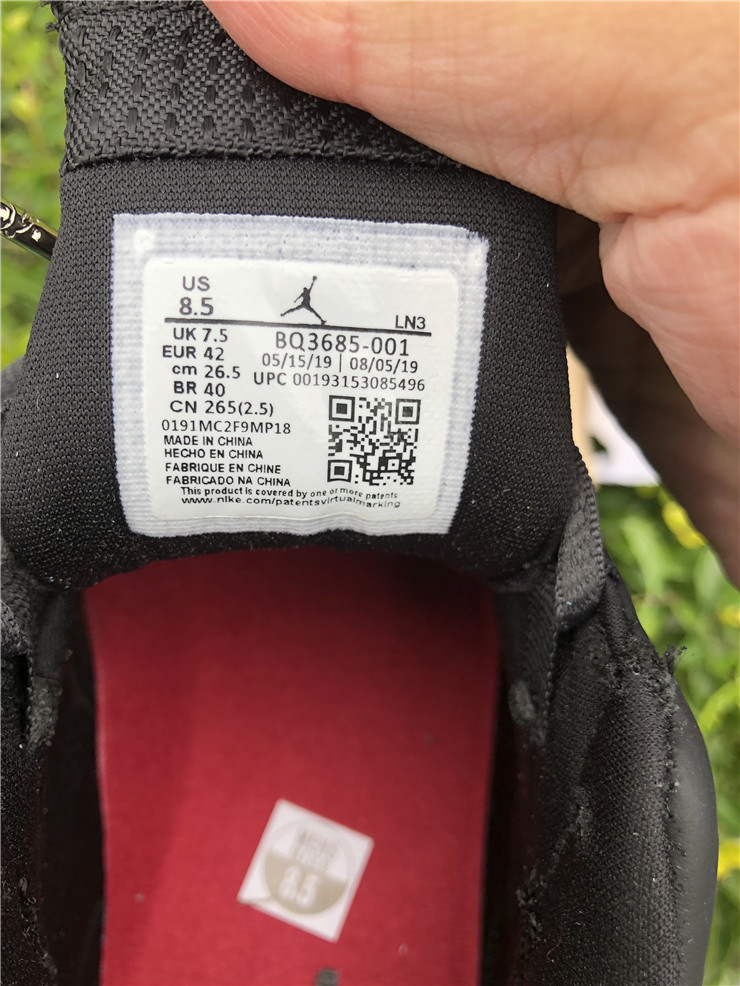 US
8.5
LN3
UK 7.5
BQ3685-001
EUR 42
05/15/19 | 08/05/19
cm 26.5
UPC 00193153085496
BR 40
CN 265(2.5)
0191MC2F9MP18
MADE IN CHINA
HECHO EN CHINA
FABRIQUE EN CHINE
FABRICADO NA CHINA
This product is covered by one or more patents
www.nike.com/patentsvirtualmarking
8.5